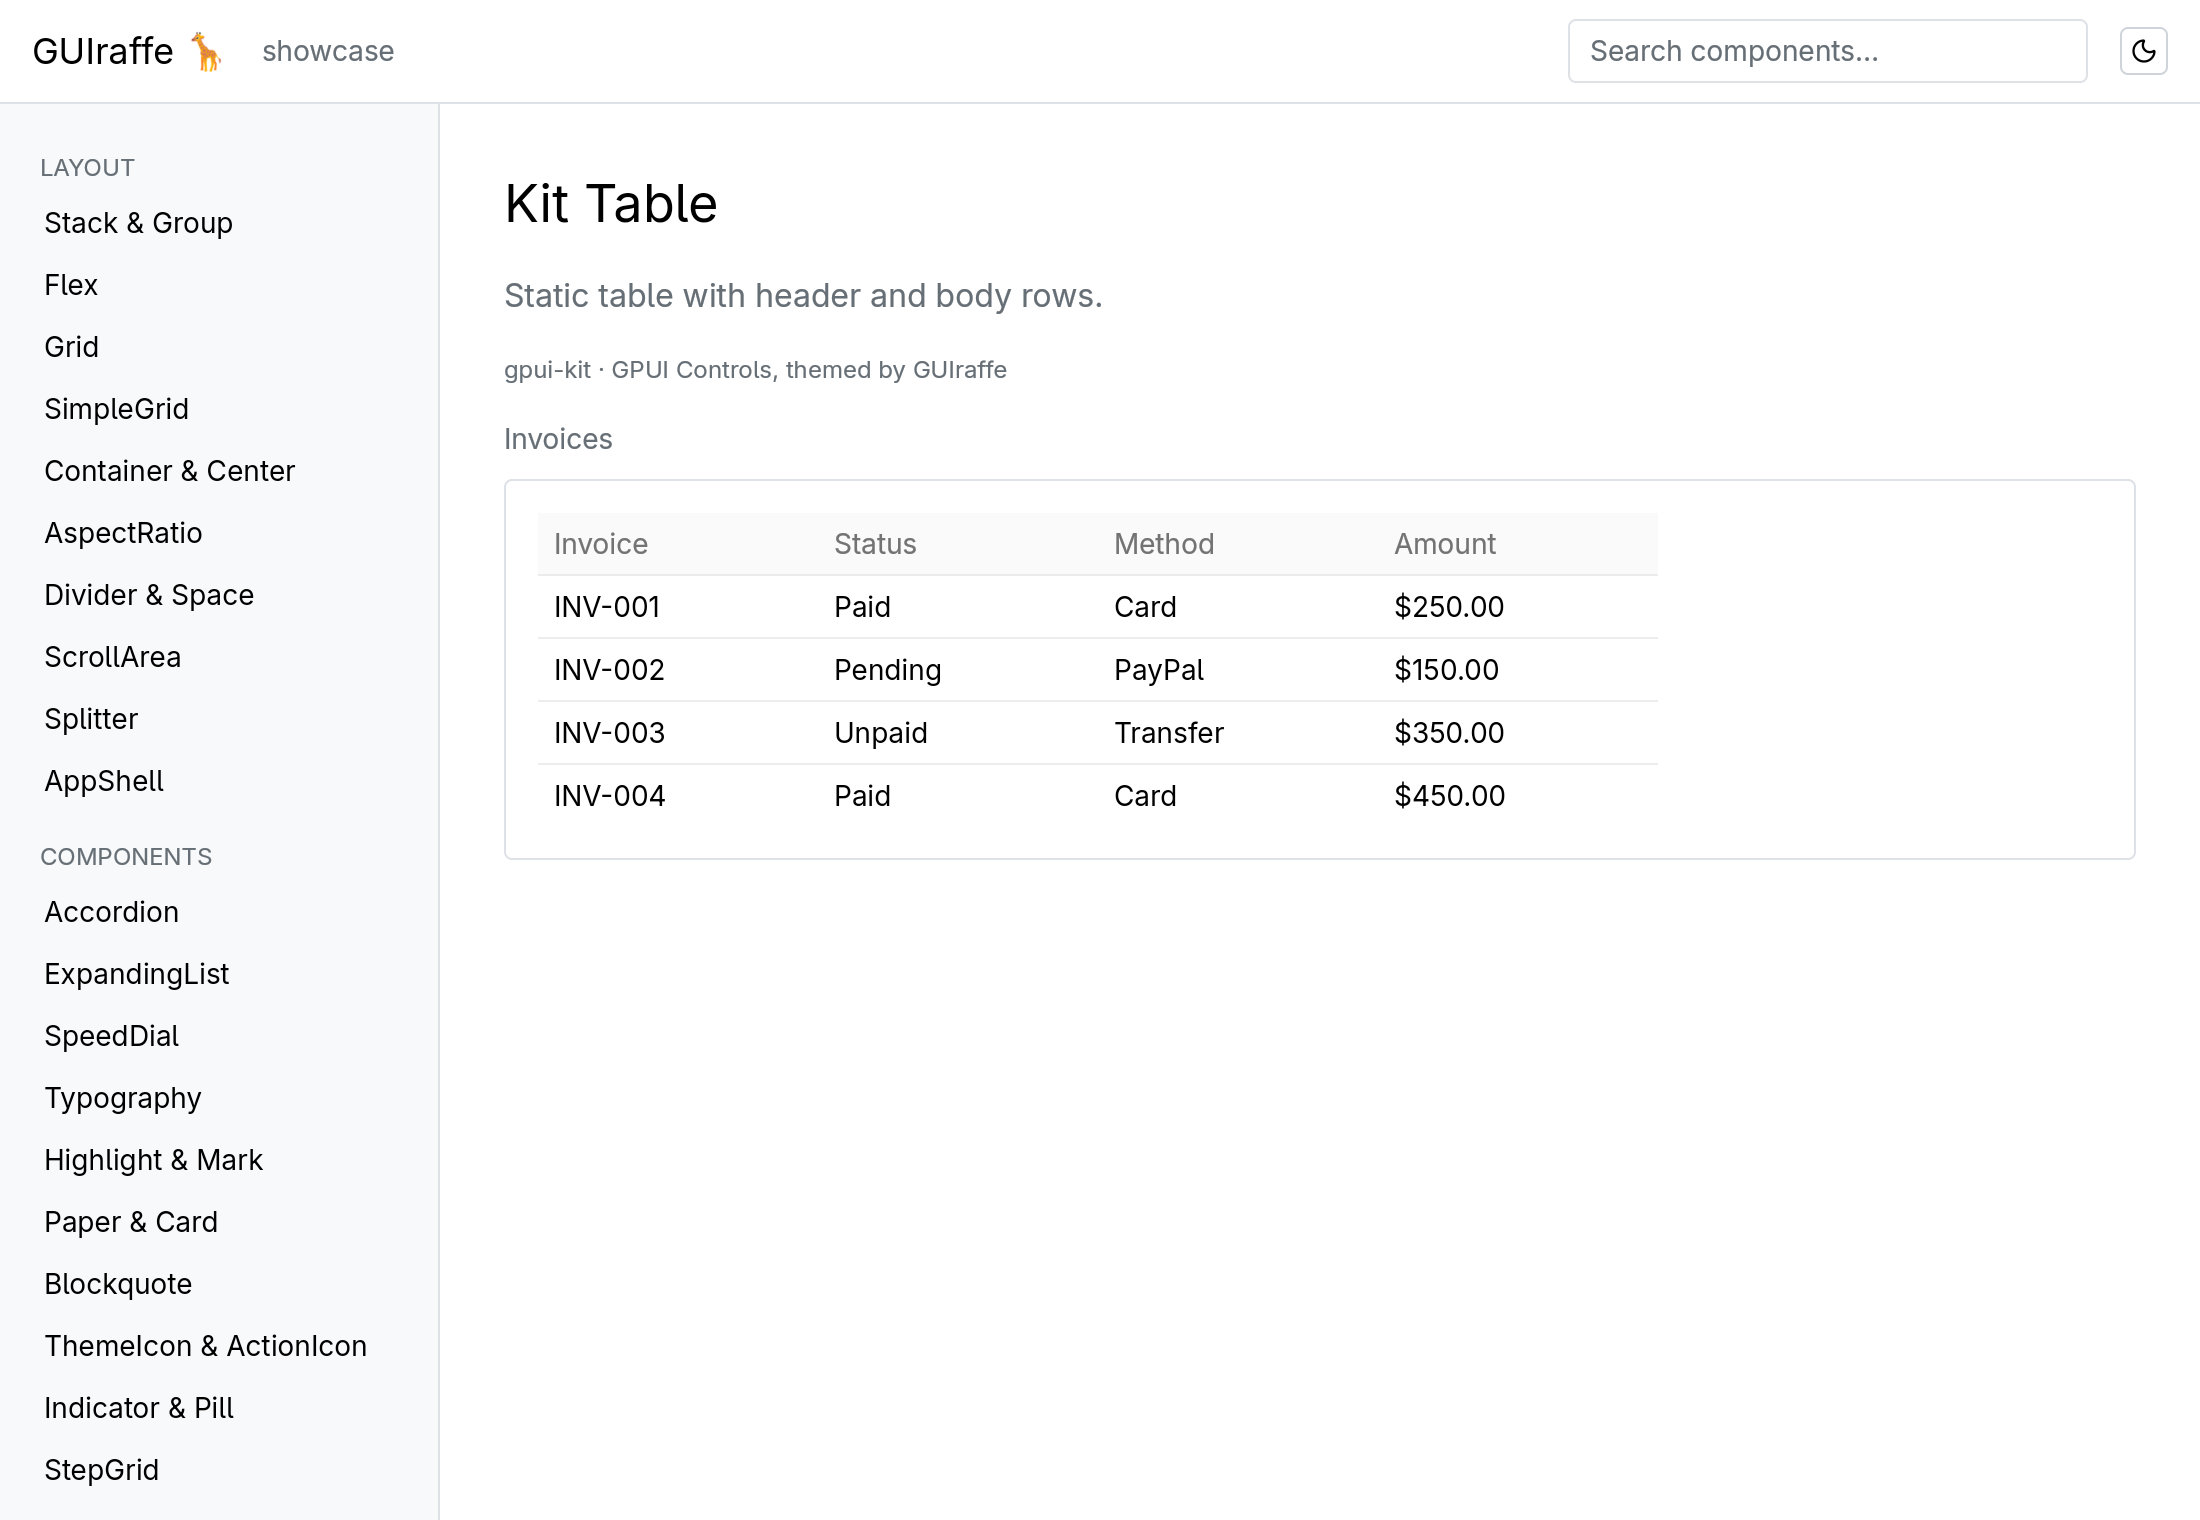 GUIraffe 🦒 showcase Search components...
LAYOUT
Stack & Group
Flex
Grid
SimpleGrid
Container & Center
AspectRatio
Divider & Space
ScrollArea
Splitter
AppShell
COMPONENTS
Accordion
ExpandingList
SpeedDial
Typography
Highlight & Mark
Paper & Card
Blockquote
ThemeIcon & ActionIcon
Indicator & Pill
StepGrid
Kit Table
Static table with header and body rows.
gpui-kit · GPUI Controls, themed by GUIraffe
Invoices
Invoice Status Method Amount
INV-001 Paid Card $250.00
INV-002 Pending PayPal $150.00
INV-003 Unpaid Transfer $350.00
INV-004 Paid Card $450.00